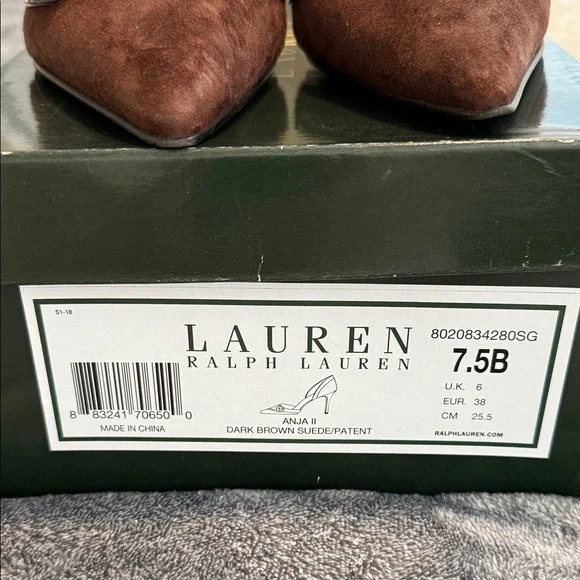 S1-18
LAUREN
RALPH LAUREN
8020834280SG
7.5B
U.K. 6
EUR. 38
CM 25.5
RALPHLAUREN.COM
8 83241 70650 0
MADE IN CHINA
ANJA II
DARK BROWN SUEDE/PATENT